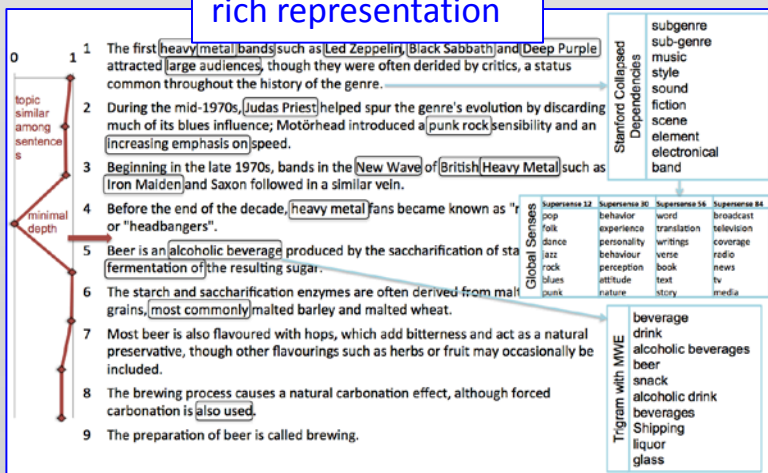 rich representation
0 1
topic
similar
among
sentence
s
minimal
depth
1 The first heavy metal bands such as Led Zeppelin, Black Sabbath and Deep Purple
attracted large audiences, though they were often derided by critics, a status
common throughout the history of the genre.
2 During the mid-1970s, Judas Priest helped spur the genre's evolution by discarding
much of its blues influence; Motörhead introduced a punk rock sensibility and an
increasing emphasis on speed.
3 Beginning in the late 1970s, bands in the New Wave of British Heavy Metal such as
Iron Maiden and Saxon followed in a similar vein.
4 Before the end of the decade, heavy metal fans became known as
or "headbangers".
5 Beer is an alcoholic beverage produced by the saccharification of sta
fermentation of the resulting sugar.
6 The starch and saccharification enzymes are often derived from malt
grains, most commonly malted barley and malted wheat.
7 Most beer is also flavoured with hops, which add bitterness and act as a natural
preservative, though other flavourings such as herbs or fruit may occasionally be
included.
8 The brewing process causes a natural carbonation effect, although forced
carbonation is also used.
9 The preparation of beer is called brewing.
Stanford Collapsed
Dependencies
subgenre
sub-genre
music
style
sound
fiction
scene
element
electronical
band
Global Senses
Supersense 12 Supersense 30 Supersense 56 Supersense 84
pop behavior word broadcast
folk experience translation television
dance personality writings coverage
jazz behaviour verse radio
rock perception book news
blues attitude text tv
punk nature story media
Trigram with MWE
beverage
drink
alcoholic beverages
beer
snack
alcoholic drink
beverages
Shipping
liquor
glass